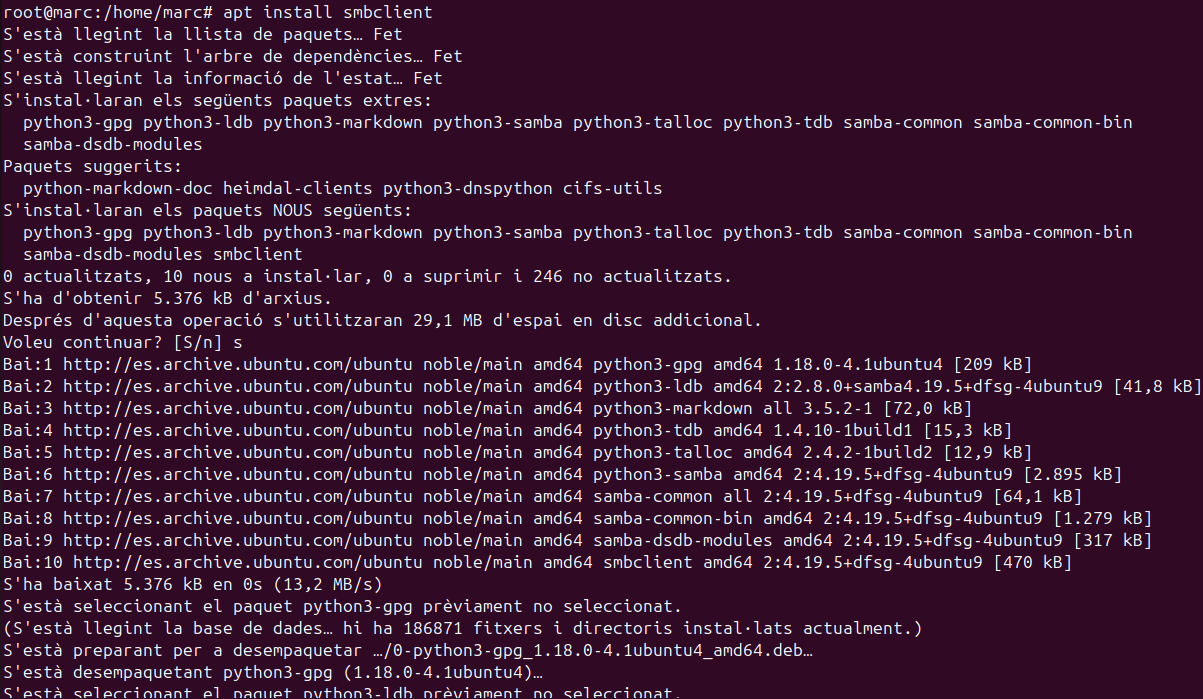 root@marc:/home/marc# apt install smbclient
S'està llegint la llista de paquets… Fet
S'està construint l'arbre de dependències… Fet
S'està llegint la informació de l'estat… Fet
S'instal·laran els següents paquets extres:
  python3-gpg python3-ldb python3-markdown python3-samba python3-talloc python3-tdb samba-common samba-common-bin
  samba-dsdb-modules
Paquets suggerits:
  python-markdown-doc heimdal-clients python3-dnspython cifs-utils
S'instal·laran els paquets NOUS següents:
  python3-gpg python3-ldb python3-markdown python3-samba python3-talloc python3-tdb samba-common samba-common-bin
  samba-dsdb-modules smbclient
0 actualitzats, 10 nous a instal·lar, 0 a suprimir i 246 no actualitzats.
S'ha d'obtenir 5.376 kB d'arxius.
Després d'aquesta operació s'utilitzaran 29,1 MB d'espai en disc addicional.
Voleu continuar? [S/n] s
Bai:1 http://es.archive.ubuntu.com/ubuntu noble/main amd64 python3-gpg amd64 1.18.0-4.1ubuntu4 [209 kB]
Bai:2 http://es.archive.ubuntu.com/ubuntu noble/main amd64 python3-ldb amd64 2:2.8.0+samba4.19.5+dfsg-4ubuntu9 [41,8 kB]
Bai:3 http://es.archive.ubuntu.com/ubuntu noble/main amd64 python3-markdown all 3.5.2-1 [72,0 kB]
Bai:4 http://es.archive.ubuntu.com/ubuntu noble/main amd64 python3-tdb amd64 1.4.10-1build1 [15,3 kB]
Bai:5 http://es.archive.ubuntu.com/ubuntu noble/main amd64 python3-talloc amd64 2.4.2-1build2 [12,9 kB]
Bai:6 http://es.archive.ubuntu.com/ubuntu noble/main amd64 python3-samba amd64 2:4.19.5+dfsg-4ubuntu9 [2.895 kB]
Bai:7 http://es.archive.ubuntu.com/ubuntu noble/main amd64 samba-common all 2:4.19.5+dfsg-4ubuntu9 [64,1 kB]
Bai:8 http://es.archive.ubuntu.com/ubuntu noble/main amd64 samba-common-bin amd64 2:4.19.5+dfsg-4ubuntu9 [1.279 kB]
Bai:9 http://es.archive.ubuntu.com/ubuntu noble/main amd64 samba-dsdb-modules amd64 2:4.19.5+dfsg-4ubuntu9 [317 kB]
Bai:10 http://es.archive.ubuntu.com/ubuntu noble/main amd64 smbclient amd64 2:4.19.5+dfsg-4ubuntu9 [470 kB]
S'ha baixat 5.376 kB en 0s (13,2 MB/s)
S'està seleccionant el paquet python3-gpg prèviament no seleccionat.
(S'està llegint la base de dades… hi ha 186871 fitxers i directoris instal·lats actualment.)
S'està preparant per a desempaquetar …/0-python3-gpg_1.18.0-4.1ubuntu4_amd64.deb…
S'està desempaquetant python3-gpg (1.18.0-4.1ubuntu4)…
S'està seleccionant el paquet python3-ldb prèviament no seleccionat.